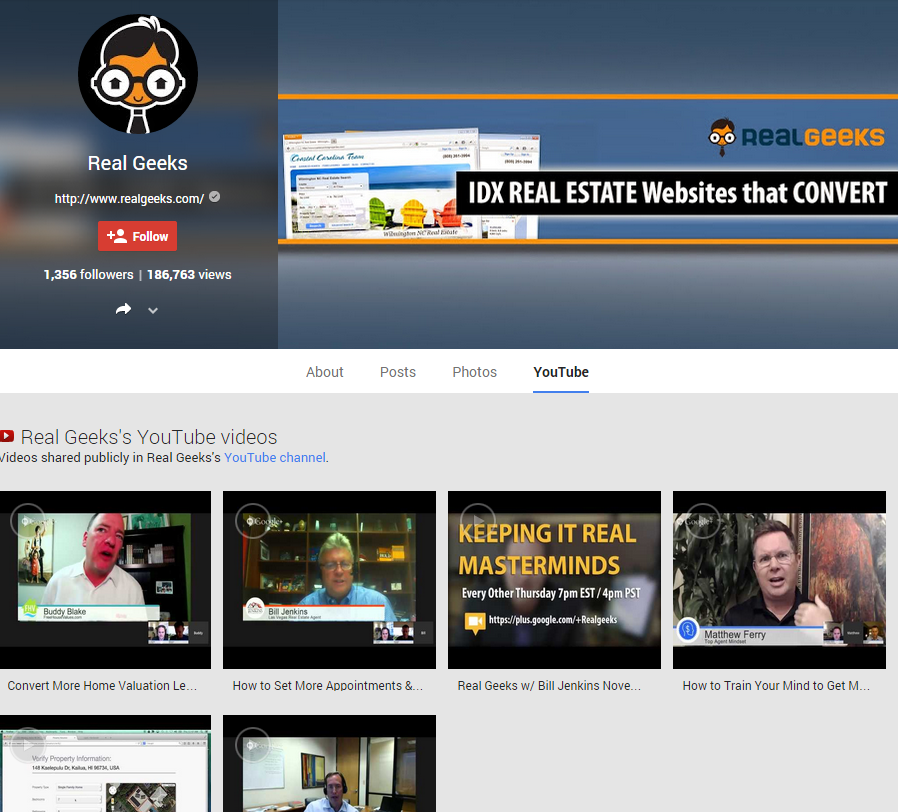 Real Geeks
http://www.realgeeks.com/
Follow
1,356 followers | 186,763 views
Coastal Carolina Team
Wilmington NC Real Estate
REALGEEKS
IDX REAL ESTATE Websites that CONVERT
About Posts Photos YouTube
Real Geeks's YouTube videos
Videos shared publicly in Real Geeks's YouTube channel.
Buddy Blake
FreeHouseValues.com
Google+
Bill Jenkins
Las Vegas Real Estate Agent
KEEPING IT REAL
MASTERMINDS
Every Other Thursday 7pm EST / 4pm PST
https://plus.google.com/+Realgeeks
Google+
Matthew Ferry
Top Agent Mindset
Convert More Home Valuation Le...
How to Set More Appointments &...
Real Geeks w/ Bill Jenkins Nove...
How to Train Your Mind to Get M...
Verify Property Information:
148 Kaelepulu Dr, Kailua, HI 96734, USA